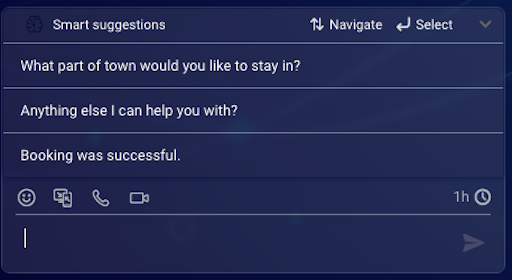 Smart suggestions Navigate Select
What part of town would you like to stay in?
Anything else I can help you with?
Booking was successful.
1h